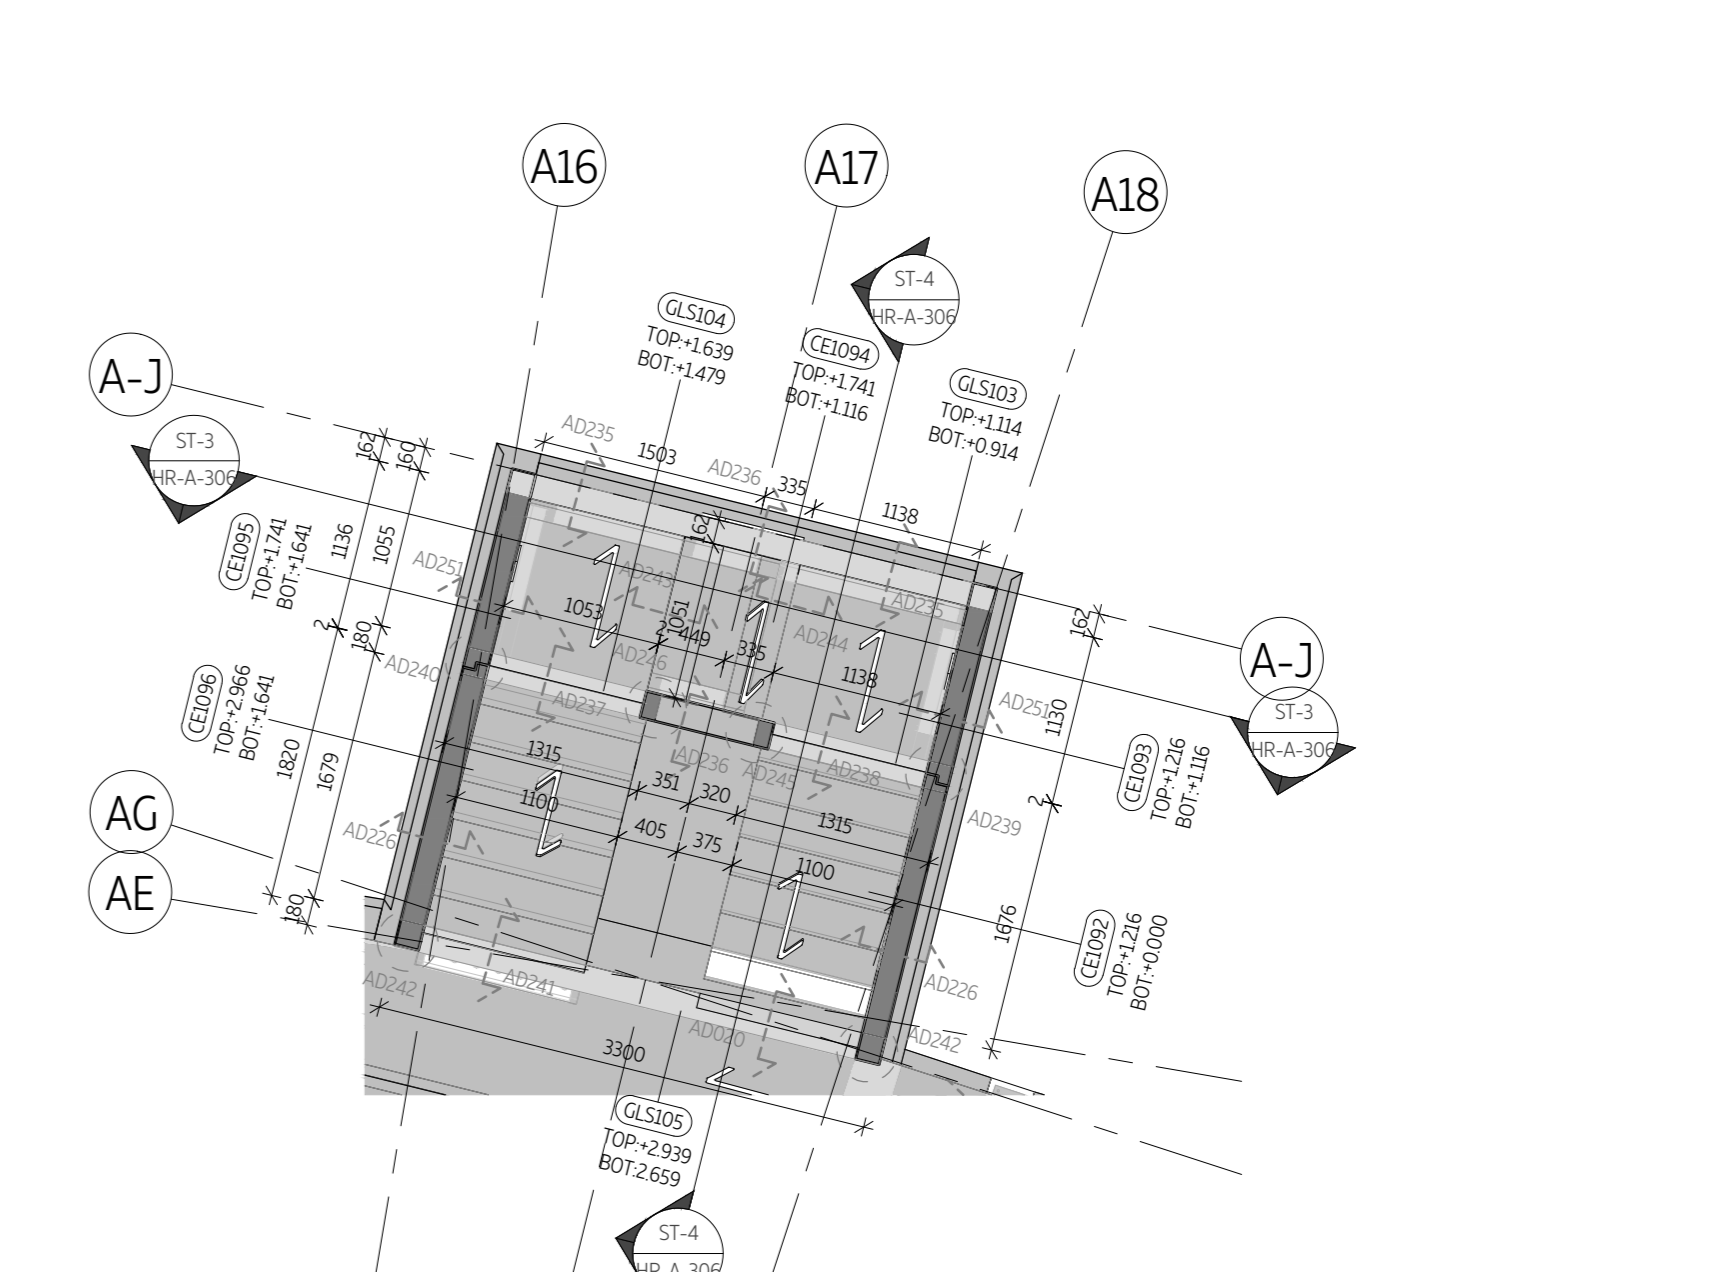 A16
A17
A18
ST-4
HR-A-306
GLS104
TOP:+1.639
BOT:+1.479
CE1094
TOP:+1.741
BOT:+1.116
GLS103
TOP:+1.114
BOT:+0.914
A-J
ST-3
HR-A-306
162
160
AD235
1503
AD236
335
1138
162
CE1095
TOP:+1.741
BOT:+1.641
1136
1055
AD251
AD243
1053
1051
2
449
335
AD235
AD244
1138
162
A-J
2
180
AD240
AD246
AD237
AD251
1130
ST-3
HR-A-306
CE1096
TOP:+2.966
BOT:+1.641
1820
1679
1315
AD236
AD245
AD238
351
320
1315
CE1093
TOP:+1.216
BOT:+1.116
2
AG
AD226
1100
405
375
1100
AD239
AE
180
1676
CE1092
TOP:+1.216
BOT:+0.000
AD242
AD241
AD226
AD020
AD242
3300
GLS105
TOP:+2.939
BOT:2.659
ST-4
HR-A-306